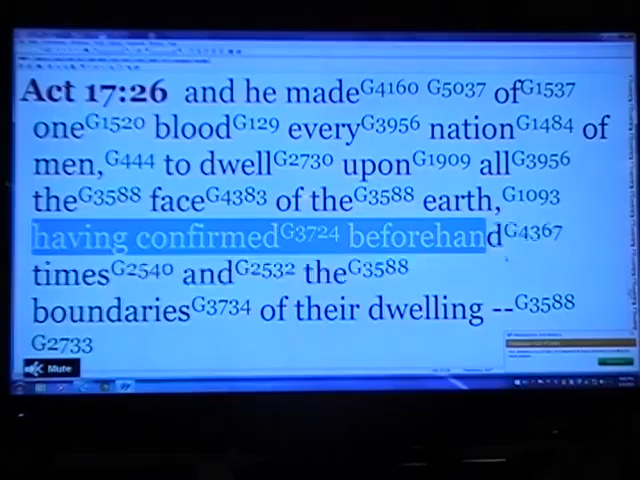 Act 17:26 and he made G4160 G5037 of G1537
one G1520 blood G129 every G3956 nation G1484 of
men, G444 to dwell G2730 upon G1909 all G3956
the G3588 face G4383 of the G3588 earth, G1093
having confirmed G3724 beforehand G4367
times G2540 and G2532 the G3588
boundaries G3734 of their dwelling -- G3588
G2733
Mute